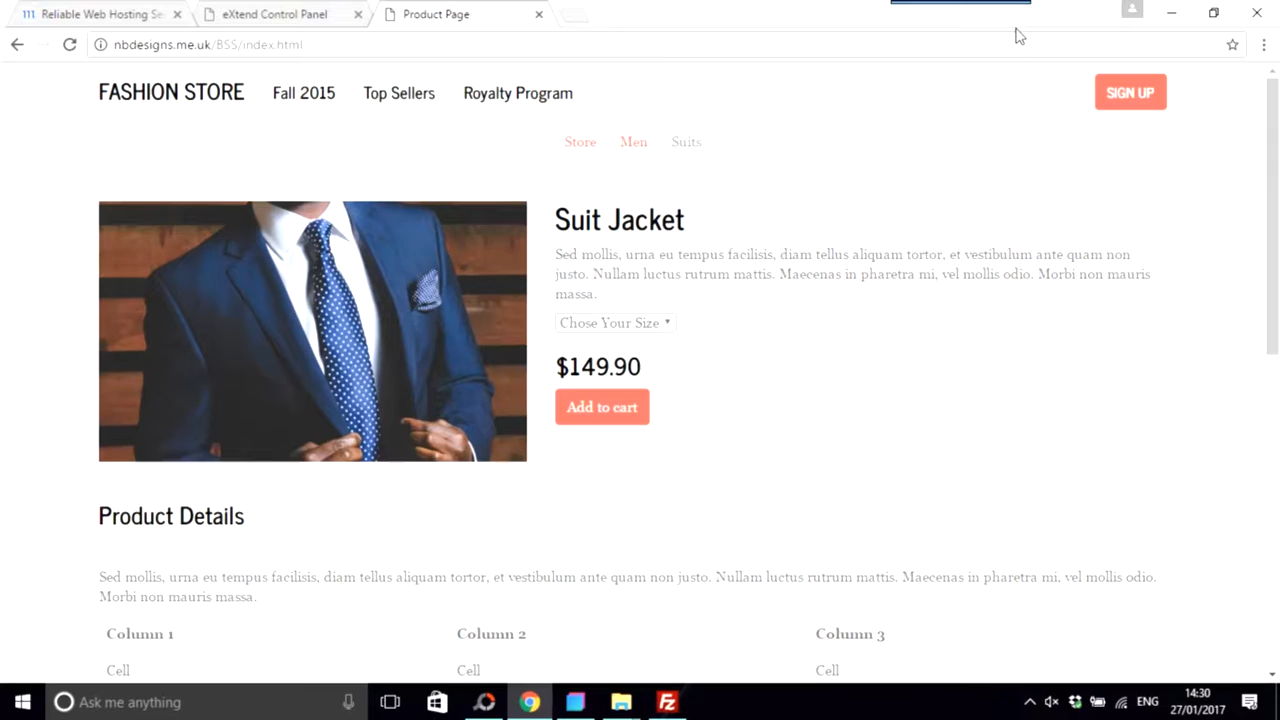 Reliable Web Hosting Se
eXtend Control Panel
Product Page
nbdesigns.me.uk/BSS/index.html
FASHION STORE
Fall 2015
Top Sellers
Royalty Program
SIGN UP
Store
Men
Suits
Suit Jacket
Sed mollis, urna eu tempus facilisis, diam tellus aliquam tortor, et vestibulum ante quam non
justo. Nullam luctus rutrum mattis. Maecenas in pharetra mi, vel mollis odio. Morbi non mauris
massa.
Chose Your Size
$149.90
Add to cart
Product Details
Sed mollis, urna eu tempus facilisis, diam tellus aliquam tortor, et vestibulum ante quam non justo. Nullam luctus rutrum mattis. Maecenas in pharetra mi, vel mollis odio.
Morbi non mauris massa.
Column 1
Column 2
Column 3
Cell
Cell
Cell
Ask me anything
ENG
14:30
27/01/2017